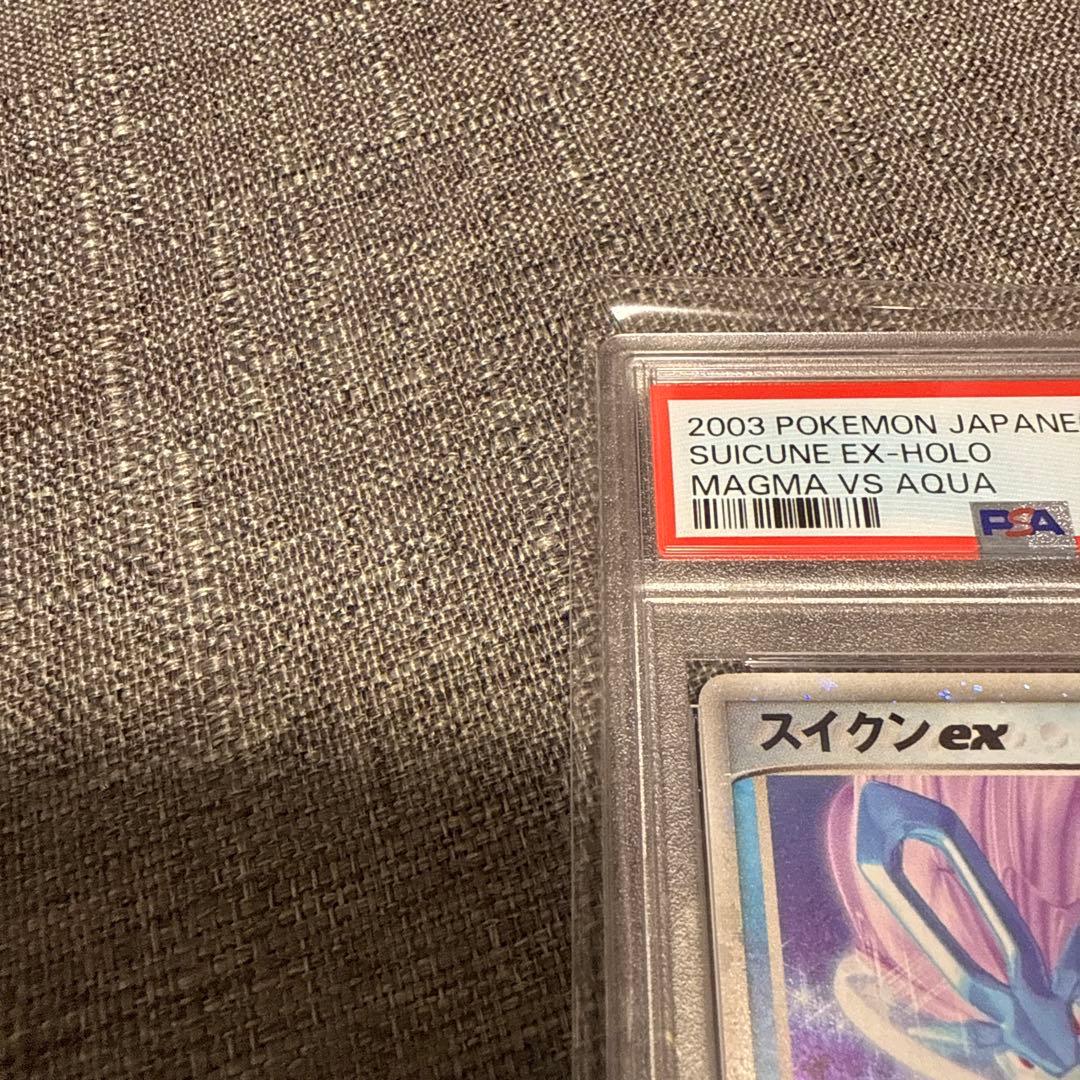 2003 POKEMON JAPANE
SUICUNE EX-HOLO
MAGMA VS AQUA
PSA
スイクンex